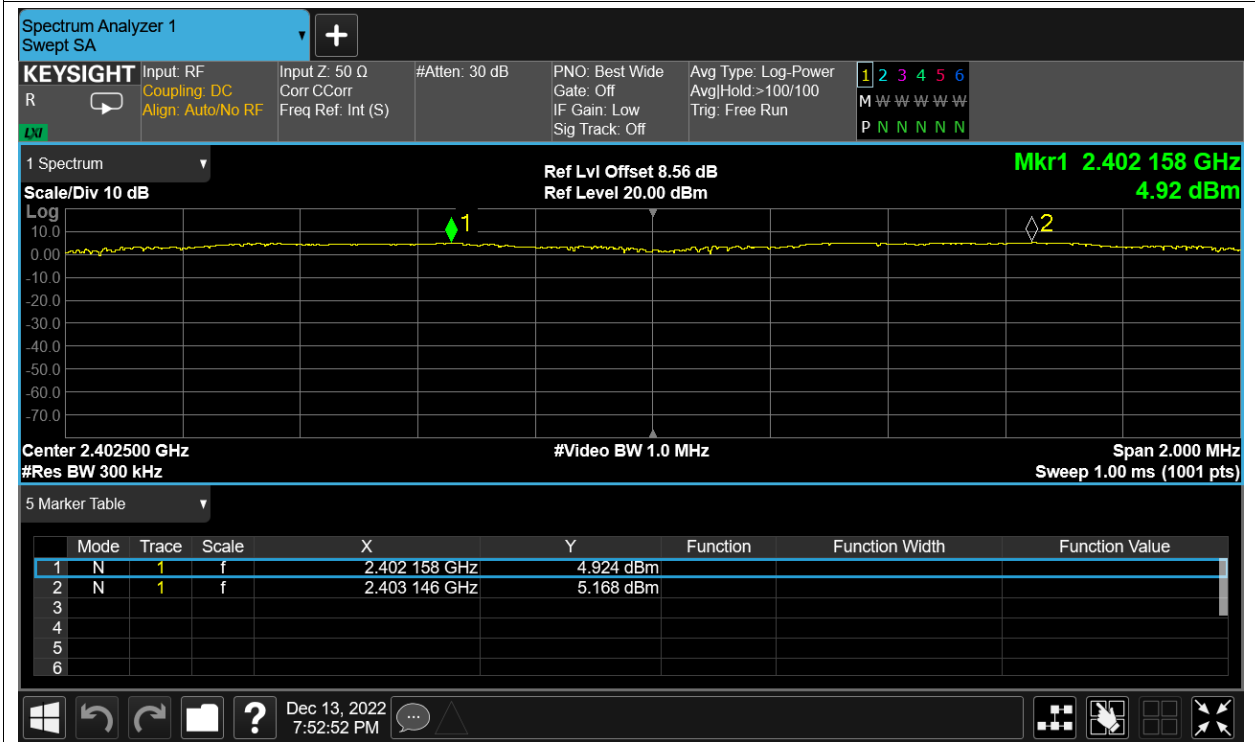 Spectrum Analyzer 1
Swept SA
+
KEYSIGHT Input: RF Input Z: 50 Ω #Atten: 30 dB PNO: Best Wide Avg Type: Log-Power 1 2 3 4 5 6
R Coupling: DC Corr CCorr Gate: Off Avg|Hold:>100/100 M W W W W W
Align: Auto/No RF Freq Ref: Int (S) IF Gain: Low Trig: Free Run
LXI Sig Track: Off P N N N N N
1 Spectrum Ref Lvl Offset 8.56 dB Mkr1 2.402 158 GHz
Scale/Div 10 dB Ref Level 20.00 dBm 4.92 dBm
Log
1 2
10.0
0.00
-10.0
-20.0
-30.0
-40.0
-50.0
-60.0
-70.0
Center 2.402500 GHz #Video BW 1.0 MHz Span 2.000 MHz
#Res BW 300 kHz Sweep 1.00 ms (1001 pts)
5 Marker Table
Mode Trace Scale X Y Function Function Width Function Value
1 N 1 f 2.402 158 GHz 4.924 dBm
2 N 1 f 2.403 146 GHz 5.168 dBm
3
4
5
6
? Dec 13, 2022
7:52:52 PM